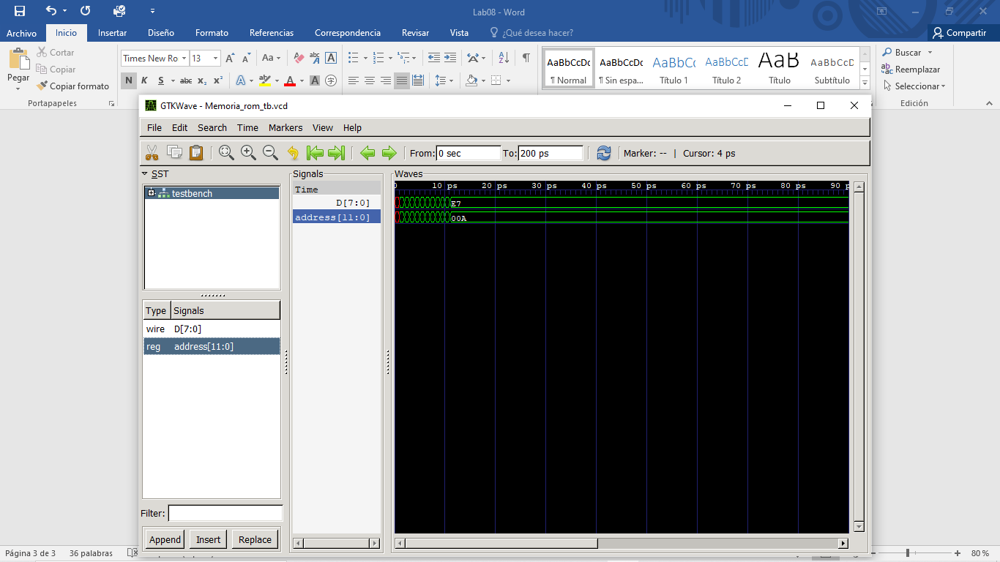 Lab08 - Word
Archivo Inicio Insertar Diseño Formato Referencias Correspondencia Revisar Vista ¿Qué desea hacer? Compartir
Pegar
Cortar
Copiar
Copiar formato
Portapapeles
Times New Ro 13
N K S abc x₂ x²
AaBbCcDc
¶ Normal
AaBbCcDc
¶ Sin espa...
AaBbCc
Título 1
AaBbCcD
Título 2
AaB
Título
AaBbCcD
Subtítulo
Buscar
Reemplazar
Seleccionar
Edición
GTKWave - Memoria_rom_tb.vcd
File Edit Search Time Markers View Help
From: 0 sec To: 200 ps Marker: -- | Cursor: 4 ps
SST
testbench
Type Signals
wire D[7:0]
reg address[11:0]
Filter:
Append Insert Replace
Signals
Time
D[7:0]
address[11:0]
Waves
0 10 ps 20 ps 30 ps 40 ps 50 ps 60 ps 70 ps 80 ps 90
E7
00A
Página 3 de 3 36 palabras 80 %